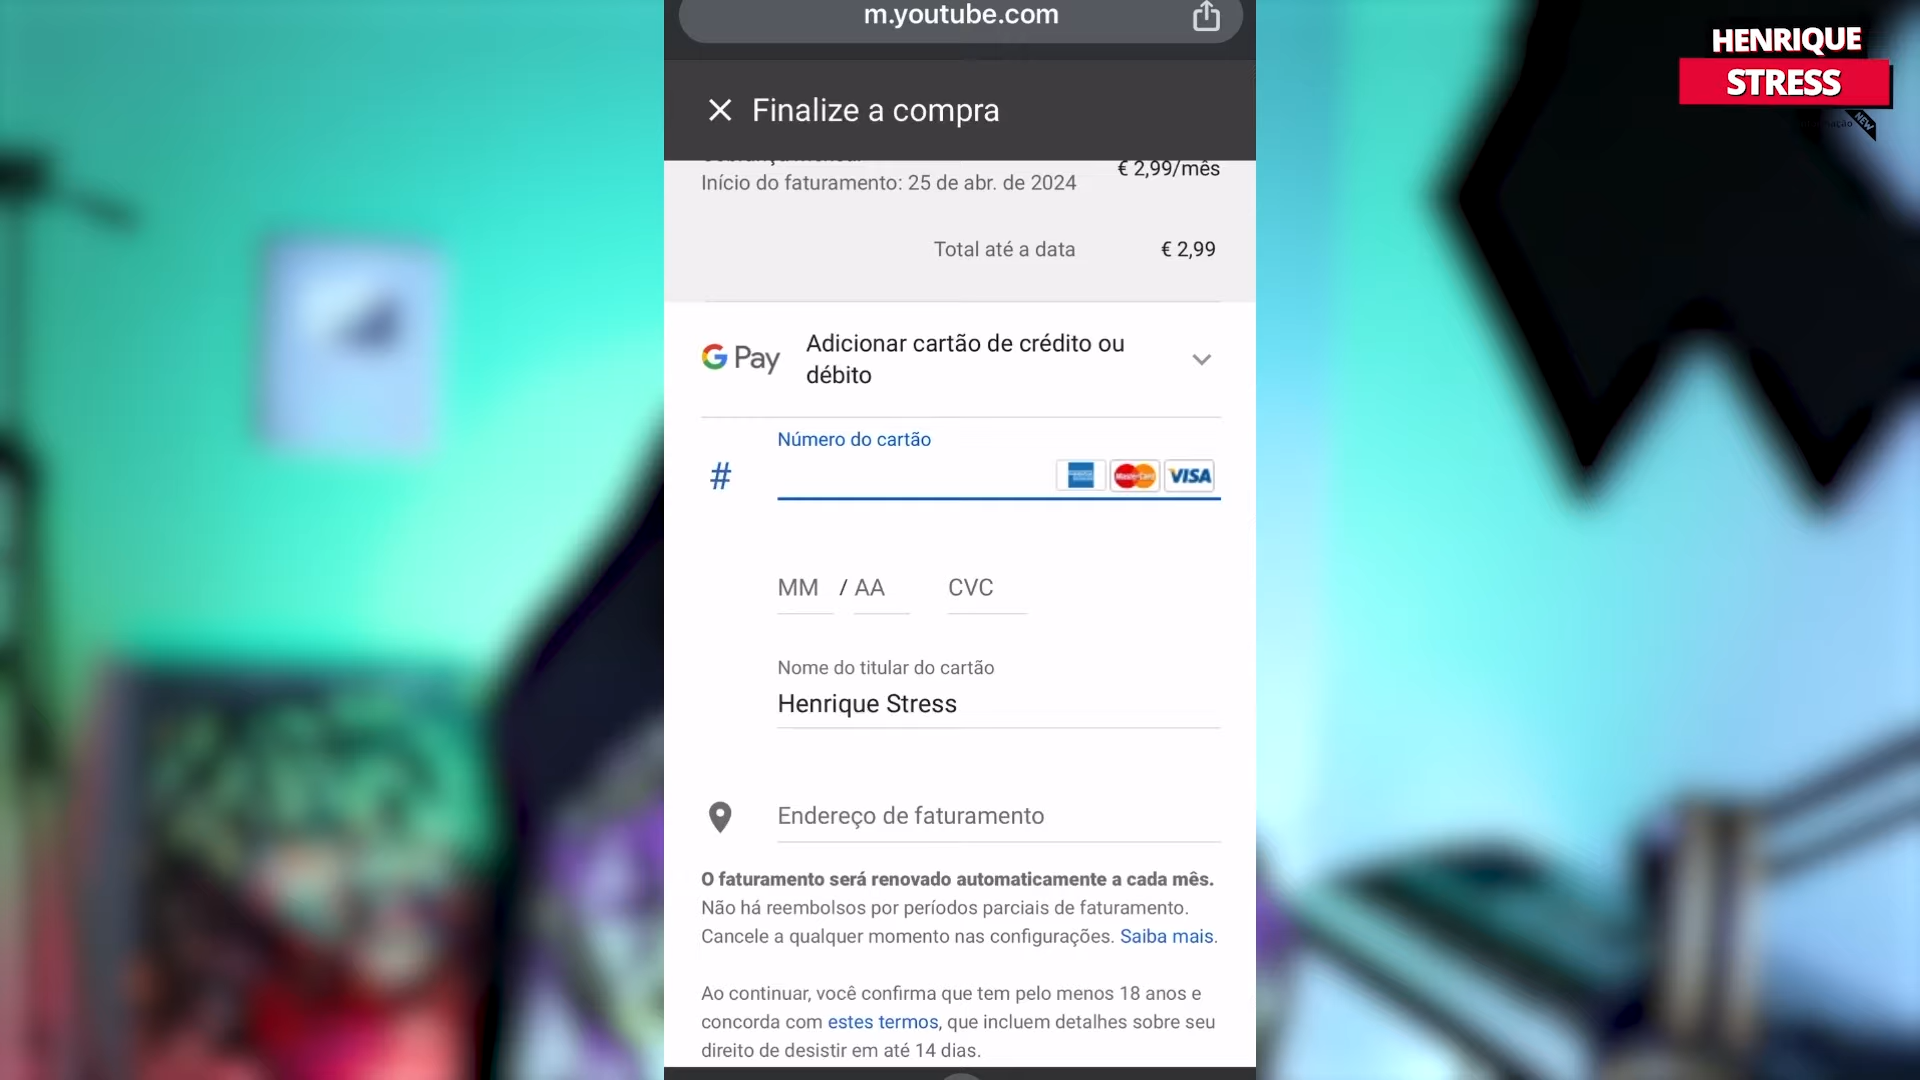 m.youtube.com
HENRIQUE
STRESS
NEW
Finalize a compra
€ 2,99/mês
Início do faturamento: 25 de abr. de 2024
Total até a data € 2,99
G Pay
Adicionar cartão de crédito ou
débito
Número do cartão
#
MasterCard
VISA
MM / AA CVC
Nome do titular do cartão
Henrique Stress
Endereço de faturamento
O faturamento será renovado automaticamente a cada mês.
Não há reembolsos por períodos parciais de faturamento.
Cancele a qualquer momento nas configurações. Saiba mais.
Ao continuar, você confirma que tem pelo menos 18 anos e
concorda com estes termos, que incluem detalhes sobre seu
direito de desistir em até 14 dias.